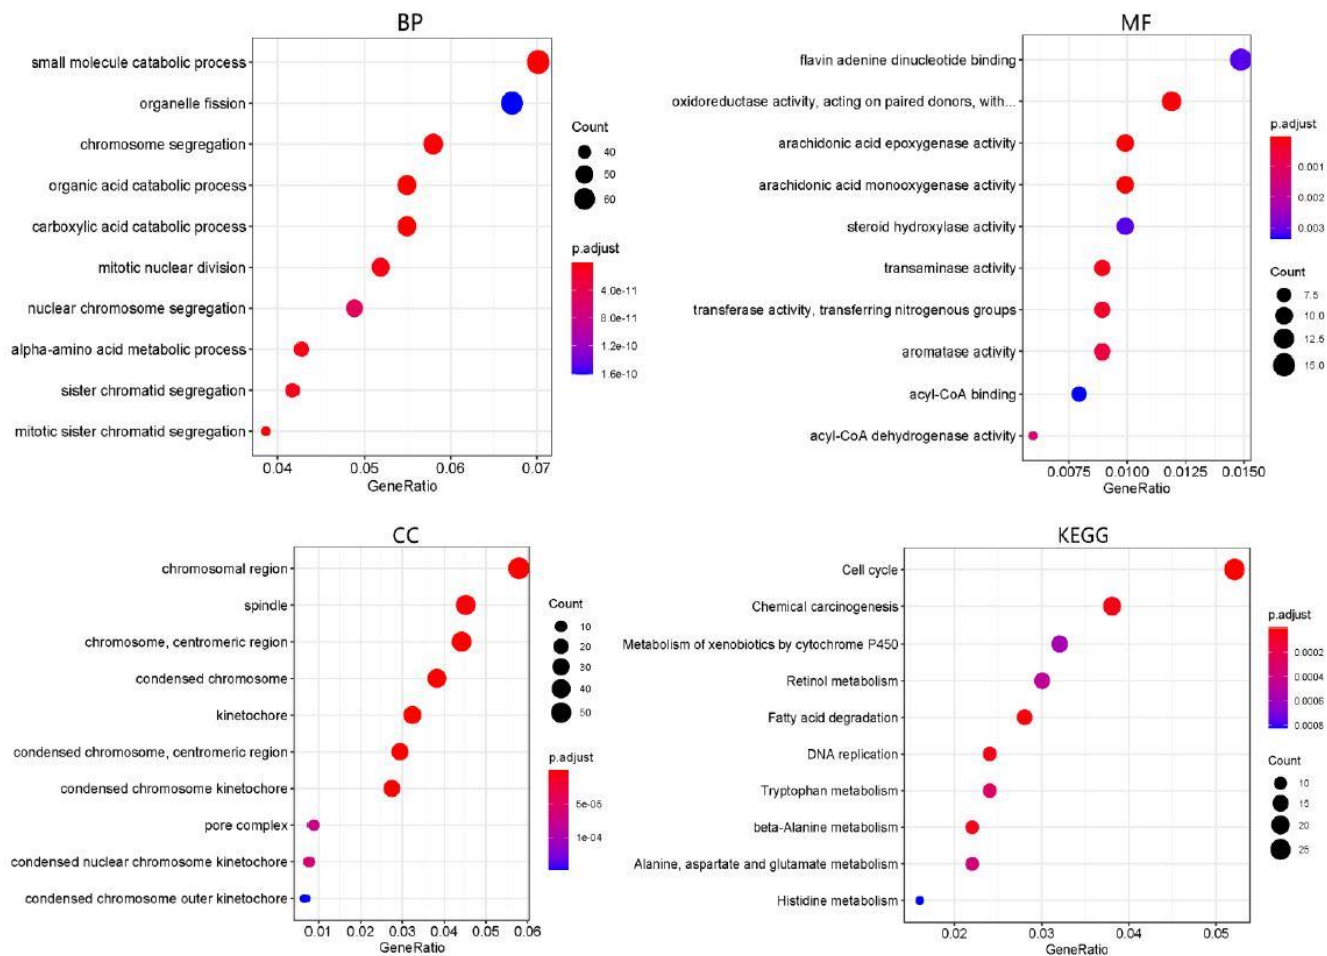 BP
small molecule catabolic process
organelle fission
chromosome segregation
organic acid catabolic process
carboxylic acid catabolic process
mitotic nuclear division
nuclear chromosome segregation
alpha-amino acid metabolic process
sister chromatid segregation
mitotic sister chromatid segregation
0.04 0.05 0.06 0.07
GeneRatio
Count
40
50
60
p.adjust
4.0e-11
8.0e-11
1.2e-10
1.6e-10
MF
flavin adenine dinucleotide binding
oxidoreductase activity, acting on paired donors, with...
arachidonic acid epoxygenase activity
arachidonic acid monooxygenase activity
steroid hydroxylase activity
transaminase activity
transferase activity, transferring nitrogenous groups
aromatase activity
acyl-CoA binding
acyl-CoA dehydrogenase activity
0.0075 0.0100 0.0125 0.0150
GeneRatio
p.adjust
0.001
0.002
0.003
Count
7.5
10.0
12.5
15.0
CC
chromosomal region
spindle
chromosome, centromeric region
condensed chromosome
kinetochore
condensed chromosome, centromeric region
condensed chromosome kinetochore
pore complex
condensed nuclear chromosome kinetochore
condensed chromosome outer kinetochore
0.01 0.02 0.03 0.04 0.05 0.06
GeneRatio
Count
10
20
30
40
50
p.adjust
5e-05
1e-04
KEGG
Cell cycle
Chemical carcinogenesis
Metabolism of xenobiotics by cytochrome P450
Retinol metabolism
Fatty acid degradation
DNA replication
Tryptophan metabolism
beta-Alanine metabolism
Alanine, aspartate and glutamate metabolism
Histidine metabolism
0.02 0.03 0.04 0.05
GeneRatio
p.adjust
0.0002
0.0004
0.0006
0.0008
Count
10
15
20
25